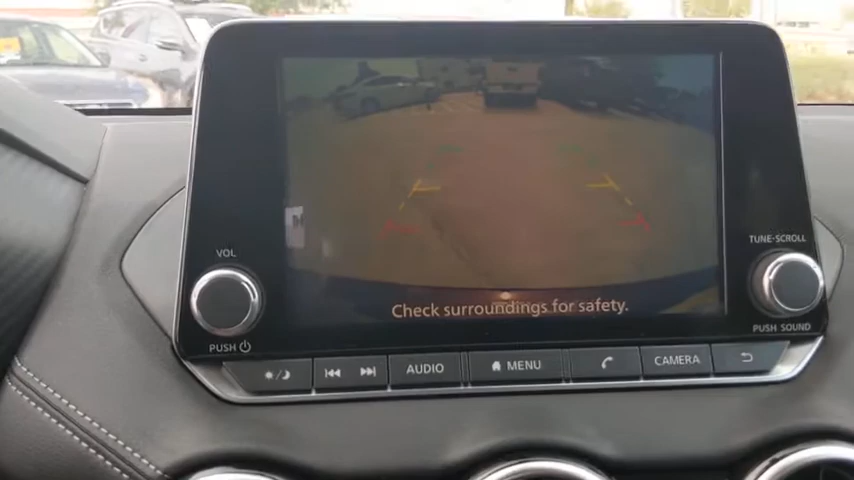 VOL
TUNE·SCROLL
Check surroundings for safety.
PUSH
PUSH SOUND
AUDIO
MENU
CAMERA